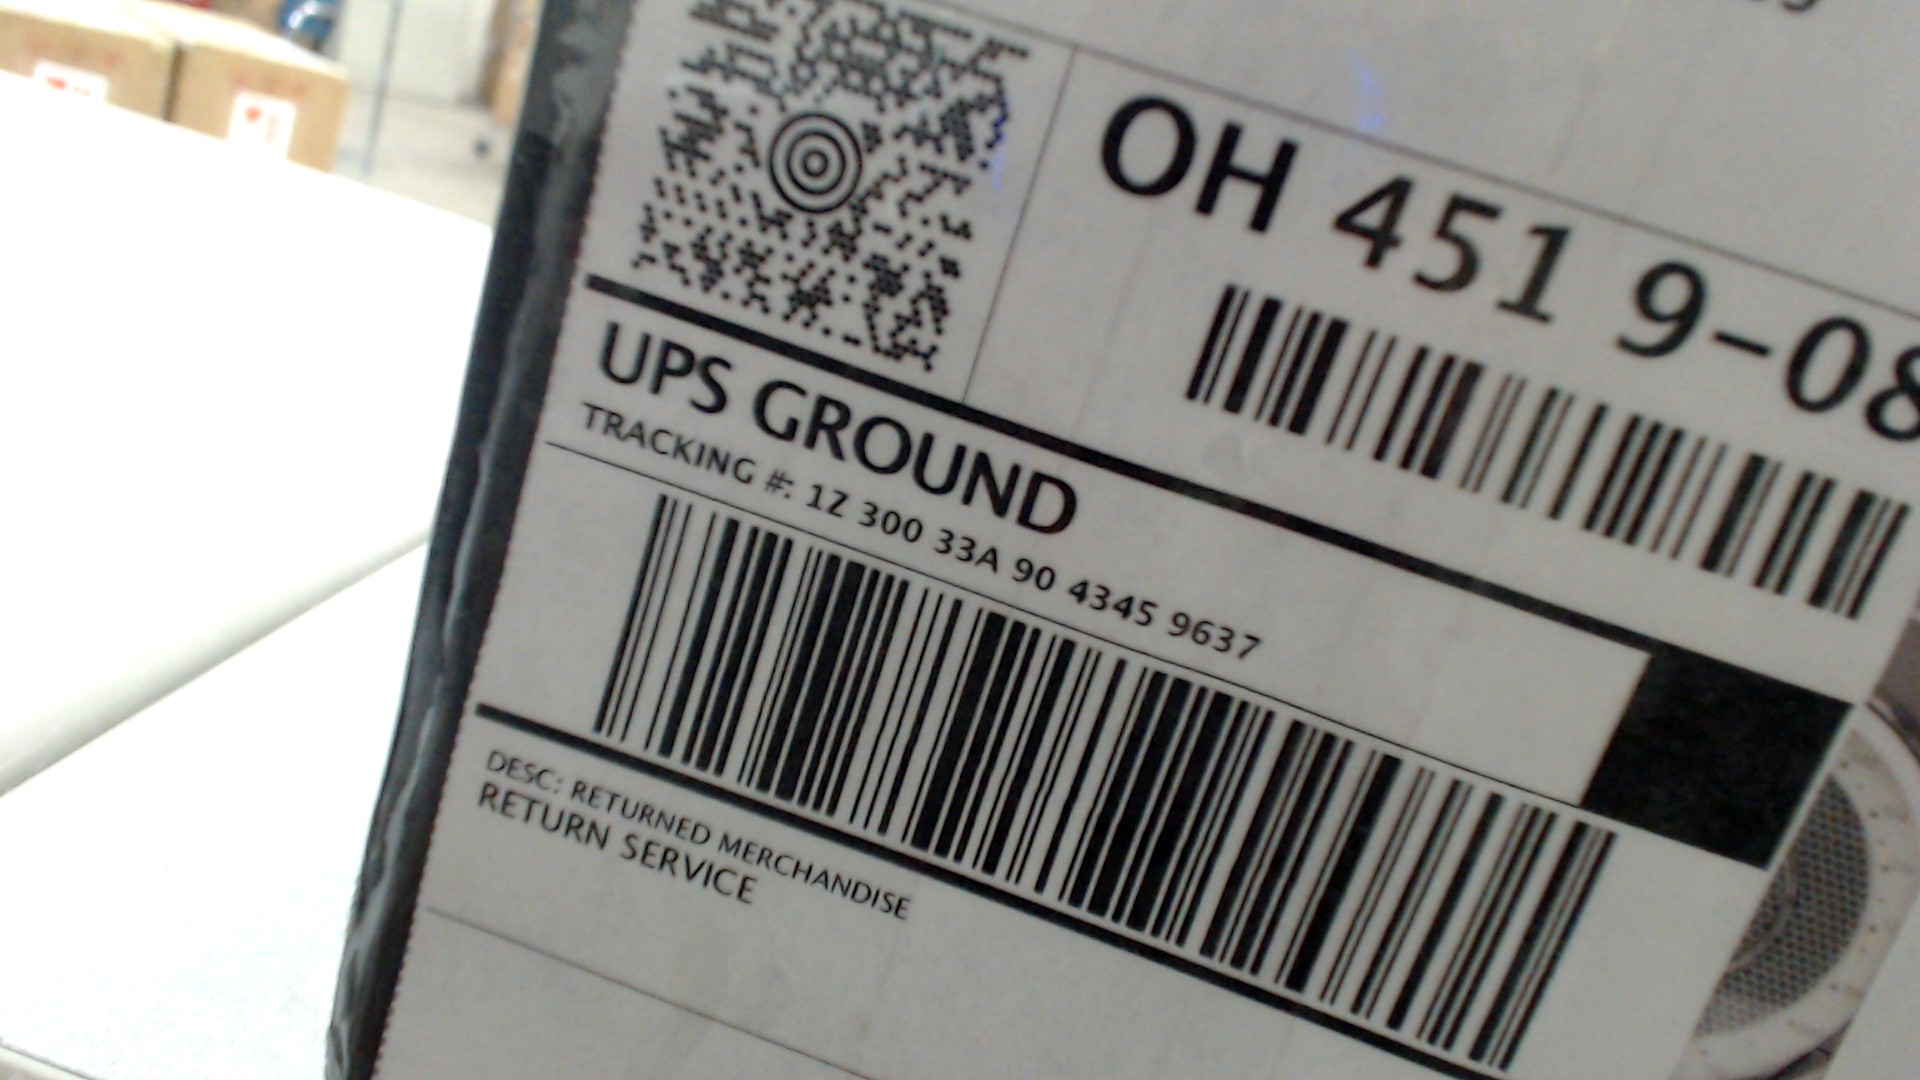 OH 451 9-08
UPS GROUND
TRACKING #: 1Z 300 33A 90 4345 9637
DESC: RETURNED MERCHANDISE
RETURN SERVICE